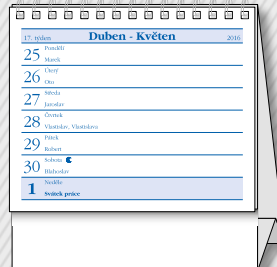 17. týden Duben - Květen 2016
25 Pondělí
Marek
26 Úterý
Oto
27 Středa
Jaroslav
28 Čtvrtek
Vlastislav, Vlastislava
29 Pátek
Robert
30 Sobota
Blahoslav
1 Neděle
Svátek práce